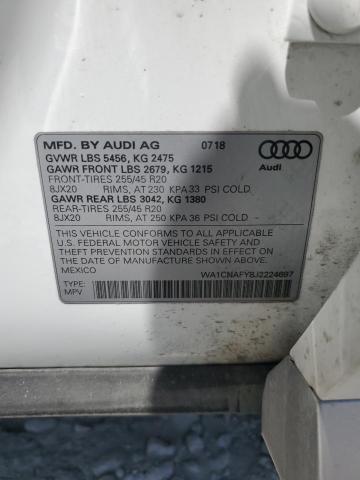 MFD. BY AUDI AG 0718
GVWR LBS 5456, KG 2475
GAWR FRONT LBS 2679, KG 1215
FRONT-TIRES 255/45 R20
8JX20 RIMS, AT 230 KPA 33 PSI COLD
GAWR REAR LBS 3042, KG 1380
REAR-TIRES 255/45 R20
8JX20 RIMS, AT 250 KPA 36 PSI COLD
Audi
THIS VEHICLE CONFORMS TO ALL APPLICABLE
U.S. FEDERAL MOTOR VEHICLE SAFETY AND
THEFT PREVENTION STANDARDS IN EFFECT ON THE
DATE OF MANUFACTURE SHOWN ABOVE.
MEXICO
WA1CNAFY8J2224697
TYPE:
MPV